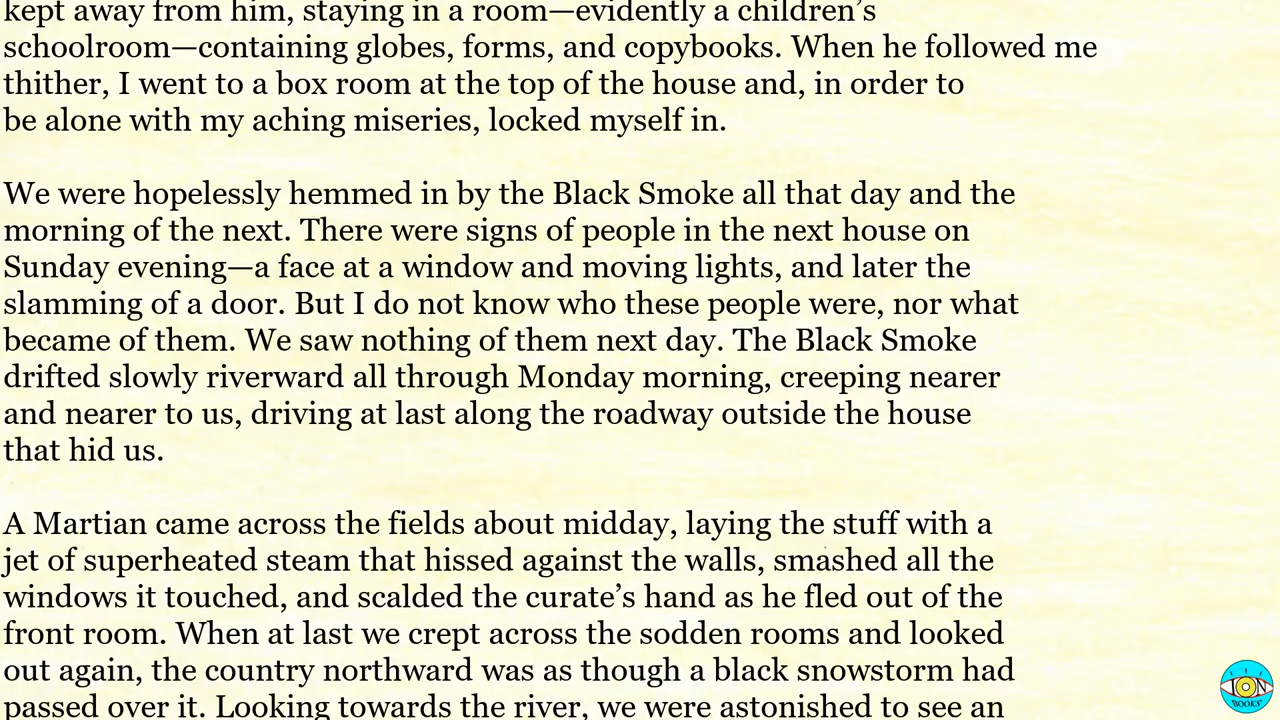 kept away from him, staying in a room—evidently a children’s
schoolroom—containing globes, forms, and copybooks. When he followed me
thither, I went to a box room at the top of the house and, in order to
be alone with my aching miseries, locked myself in.
We were hopelessly hemmed in by the Black Smoke all that day and the
morning of the next. There were signs of people in the next house on
Sunday evening—a face at a window and moving lights, and later the
slamming of a door. But I do not know who these people were, nor what
became of them. We saw nothing of them next day. The Black Smoke
drifted slowly riverward all through Monday morning, creeping nearer
and nearer to us, driving at last along the roadway outside the house
that hid us.
A Martian came across the fields about midday, laying the stuff with a
jet of superheated steam that hissed against the walls, smashed all the
windows it touched, and scalded the curate’s hand as he fled out of the
front room. When at last we crept across the sodden rooms and looked
out again, the country northward was as though a black snowstorm had
passed over it. Looking towards the river, we were astonished to see an
ION
BOOKS